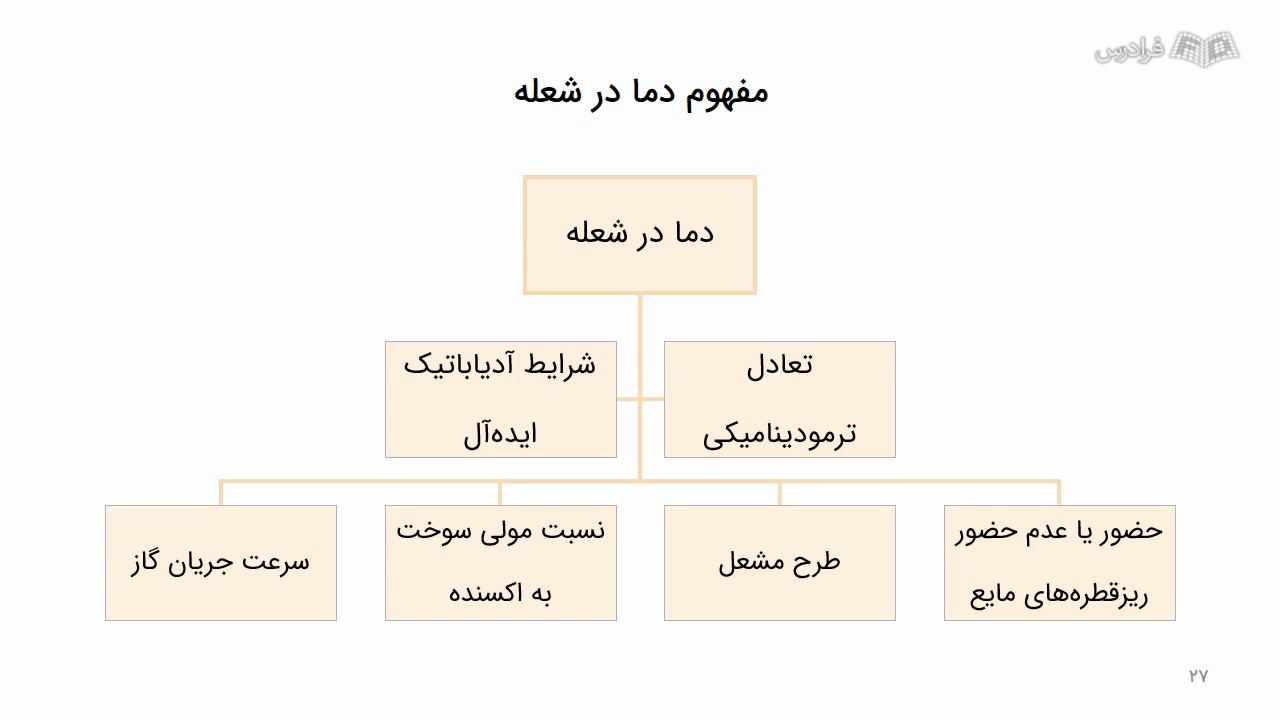 فرادرس
مفهوم دما در شعله
دما در شعله
تعادل
ترمودینامیکی
شرایط آدیاباتیک
ایده‌آل
حضور یا عدم حضور
ریزقطره‌های مایع
طرح مشعل
نسبت مولی سوخت
به اکسنده
سرعت جریان گاز
۲۷